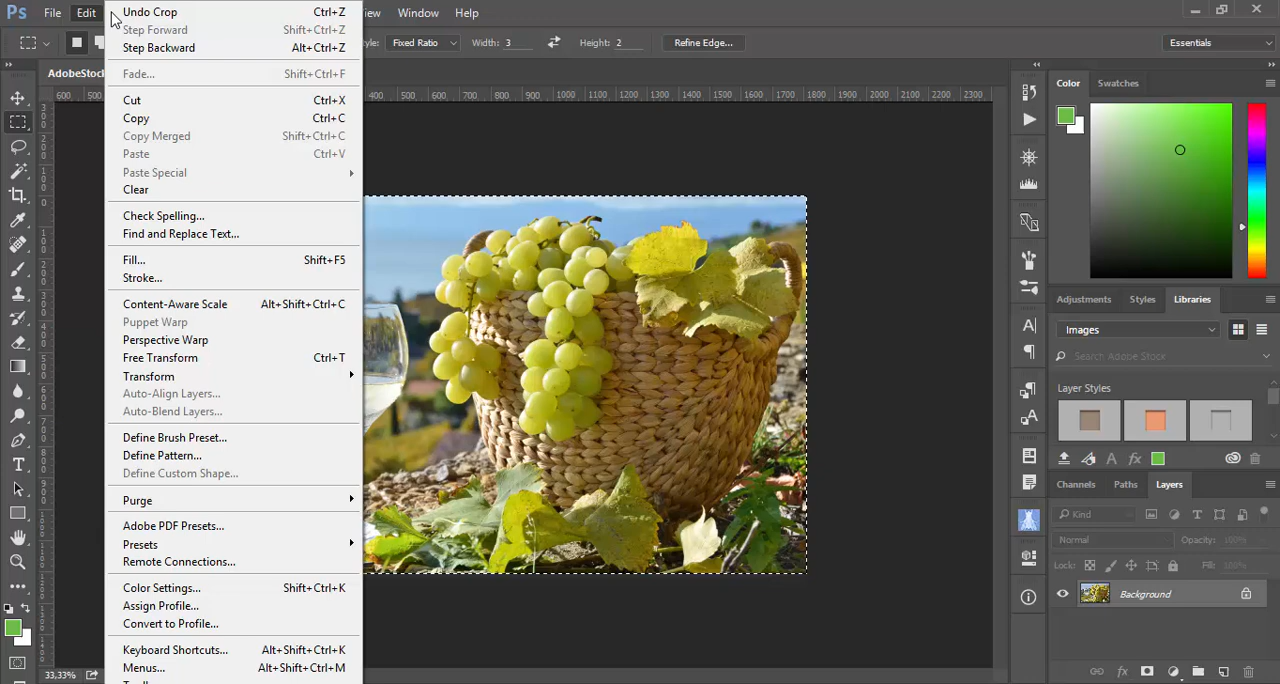 Ps File Edit View Window Help
Fixed Ratio Width: 3 Height: 2 Refine Edge... Essentials
AdobeStock
Undo Crop Ctrl+Z
Step Forward Shift+Ctrl+Z
Step Backward Alt+Ctrl+Z
Fade... Shift+Ctrl+F
Cut Ctrl+X
Copy Ctrl+C
Copy Merged Shift+Ctrl+C
Paste Ctrl+V
Paste Special
Clear
Check Spelling...
Find and Replace Text...
Fill... Shift+F5
Stroke...
Content-Aware Scale Alt+Shift+Ctrl+C
Puppet Warp
Perspective Warp
Free Transform Ctrl+T
Transform
Auto-Align Layers...
Auto-Blend Layers...
Define Brush Preset...
Define Pattern...
Define Custom Shape...
Purge
Adobe PDF Presets...
Presets
Remote Connections...
Color Settings... Shift+Ctrl+K
Assign Profile...
Convert to Profile...
Keyboard Shortcuts... Alt+Shift+Ctrl+K
Menus... Alt+Shift+Ctrl+M
600 500 400 500 600 700 800 900 1000 1100 1200 1300 1400 1500 1600 1700 1800 1900 2000 2100 2200 2300
33,33%
Color Swatches
Adjustments Styles Libraries
Images
Search Adobe Stock
Layer Styles
Channels Paths Layers
Kind
Normal Opacity: 100%
Lock: Fill: 100%
Background